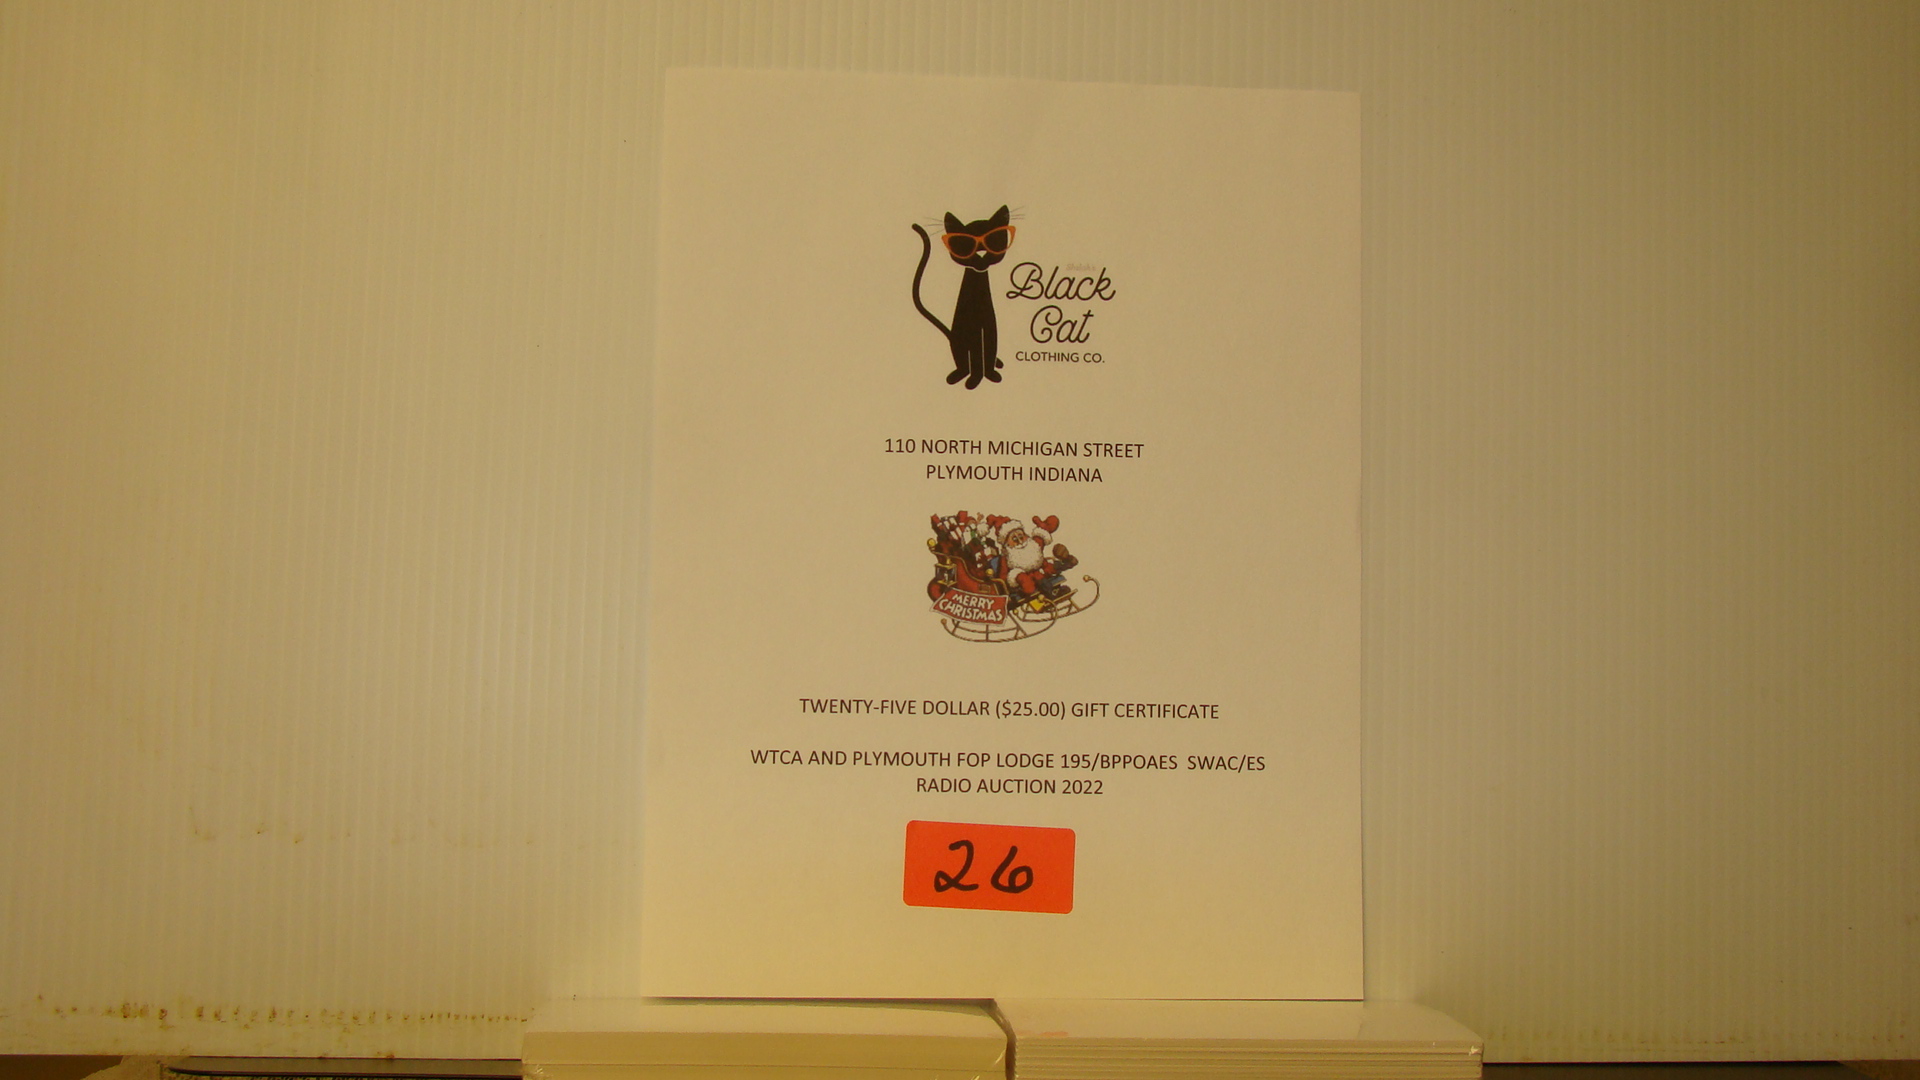 Black
Cat
CLOTHING CO.
110 NORTH MICHIGAN STREET
PLYMOUTH INDIANA
MERRY
CHRISTMAS
TWENTY-FIVE DOLLAR ($25.00) GIFT CERTIFICATE
WTCA AND PLYMOUTH FOP LODGE 195/BPPOAES  SWAC/ES
RADIO AUCTION 2022
26